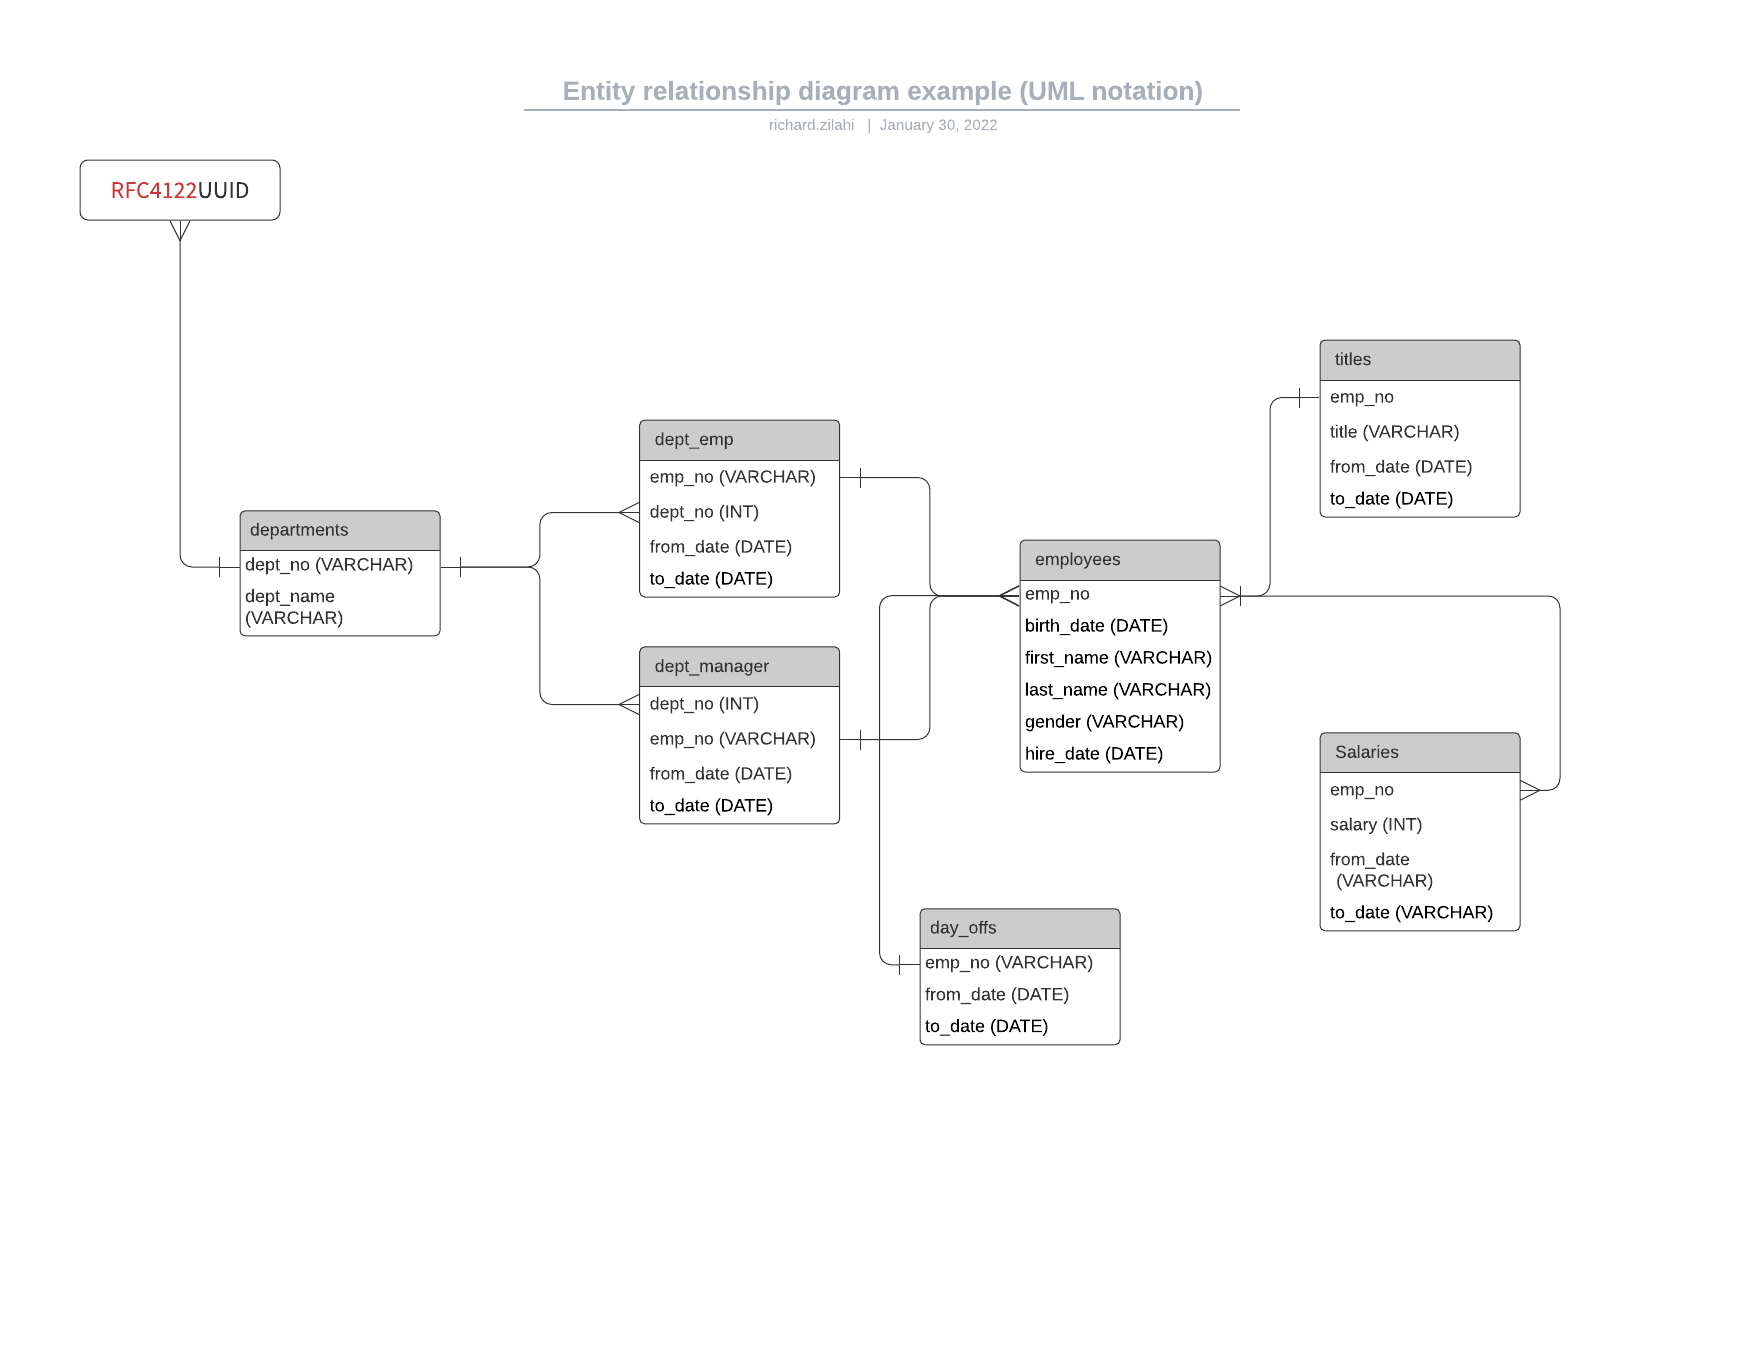 Entity relationship diagram example (UML notation)
richard.zilahi | January 30, 2022
RFC4122UUID
departments
dept_no (VARCHAR)
dept_name
(VARCHAR)
dept_emp
emp_no (VARCHAR)
dept_no (INT)
from_date (DATE)
to_date (DATE)
dept_manager
dept_no (INT)
emp_no (VARCHAR)
from_date (DATE)
to_date (DATE)
employees
emp_no
birth_date (DATE)
first_name (VARCHAR)
last_name (VARCHAR)
gender (VARCHAR)
hire_date (DATE)
day_offs
emp_no (VARCHAR)
from_date (DATE)
to_date (DATE)
titles
emp_no
title (VARCHAR)
from_date (DATE)
to_date (DATE)
Salaries
emp_no
salary (INT)
from_date
(VARCHAR)
to_date (VARCHAR)